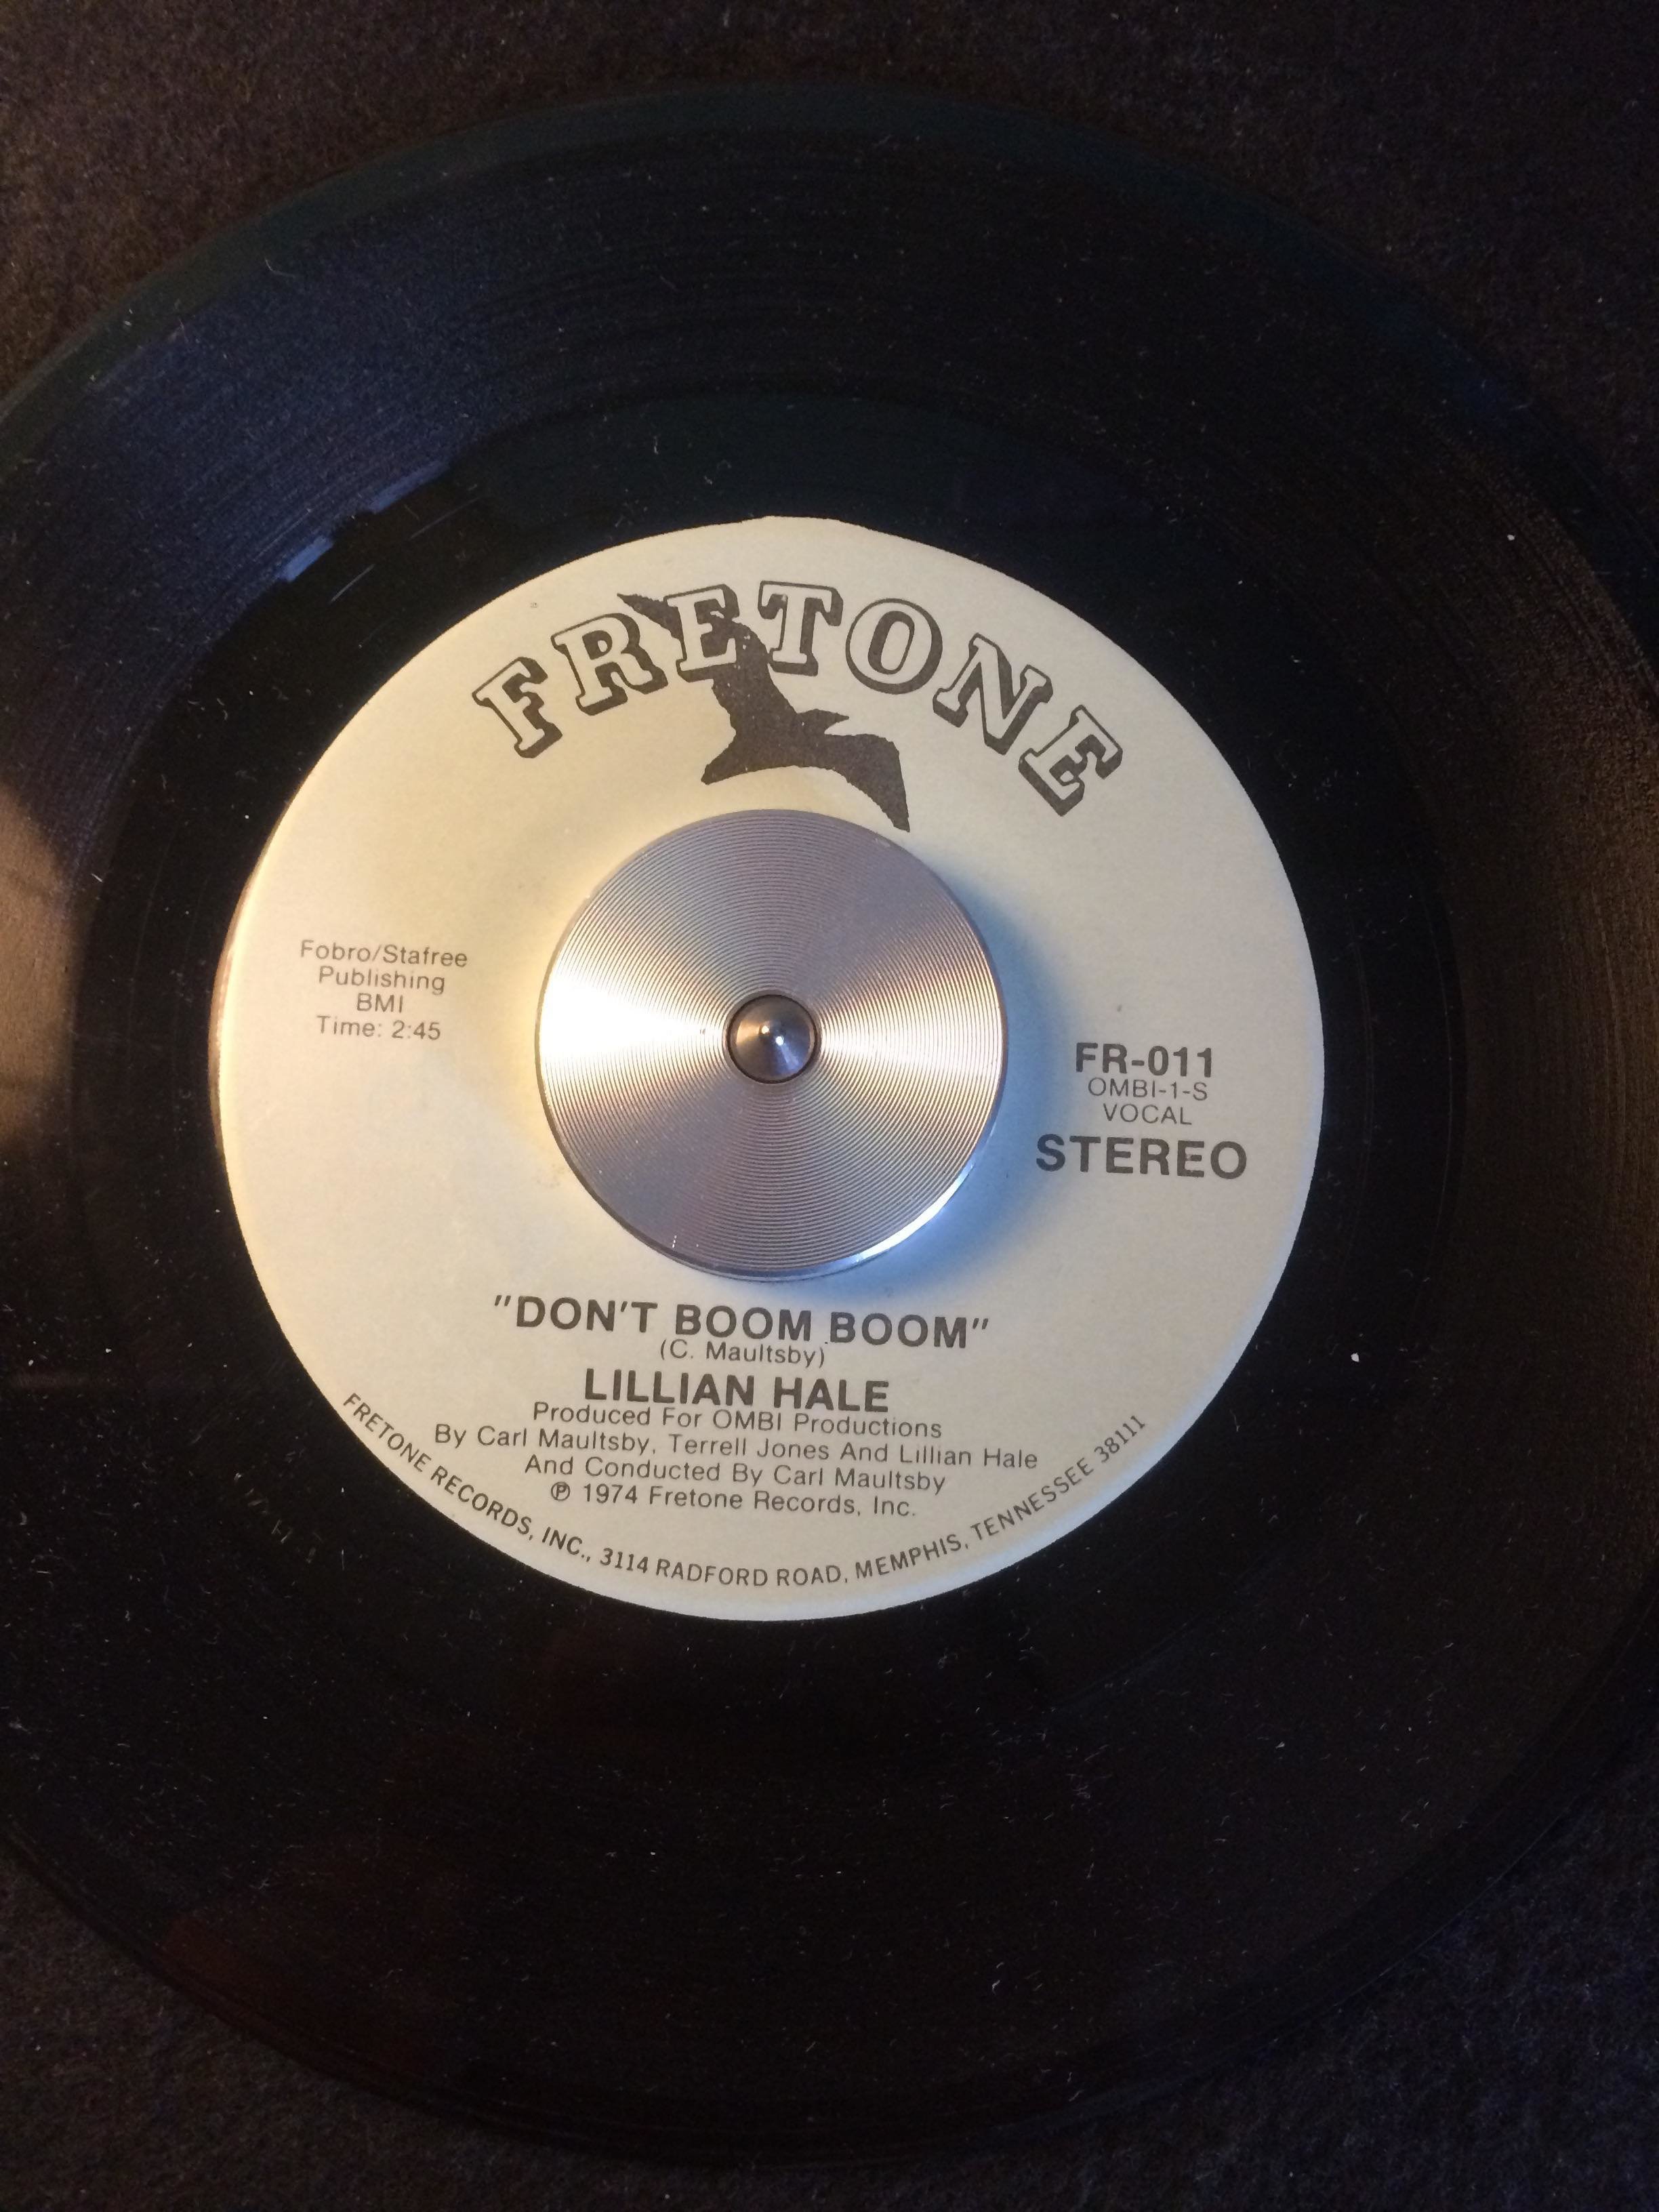 FRETONE
Fobro/Stafree
Publishing
BMI
Time: 2:45
FR-011
OMBI-1-S
VOCAL
STEREO
"DON'T BOOM BOOM"
(C. Maultsby)
LILLIAN HALE
Produced For OMBI Productions
By Carl Maultsby, Terrell Jones And Lillian Hale
And Conducted By Carl Maultsby
℗ 1974 Fretone Records, Inc.
FRETONE RECORDS, INC., 3114 RADFORD ROAD, MEMPHIS, TENNESSEE 38111